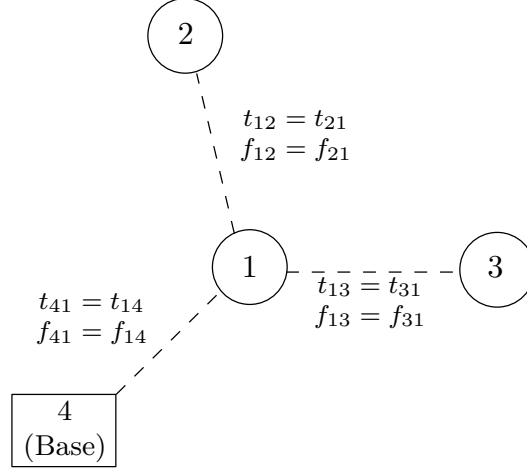 2
t₁₂ = t₂₁
f₁₂ = f₂₁
1
3
t₁₃ = t₃₁
f₁₃ = f₃₁
t₄₁ = t₁₄
f₄₁ = f₁₄
4
(Base)